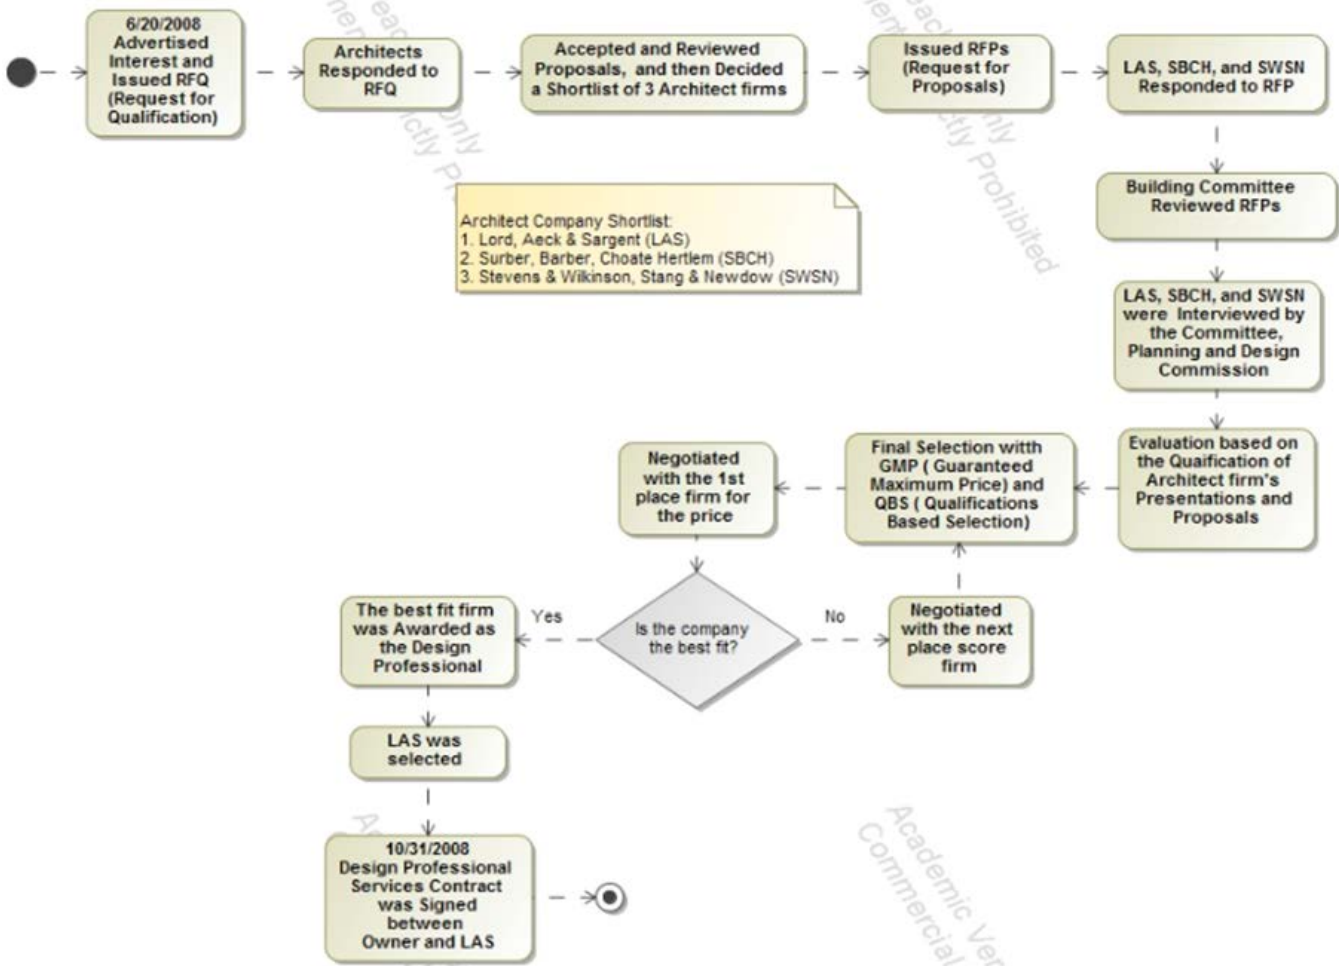 6/20/2008
Advertised
Interest and
Issued RFQ
(Request for
Qualification)
Architects
Responded to
RFQ
Accepted and Reviewed
Proposals, and then Decided
a Shortlist of 3 Architect firms
Issued RFPs
(Request for
Proposals)
LAS, SBCH, and SWSN
Responded to RFP
Building Committee
Reviewed RFPs
Architect Company Shortlist:
1. Lord, Aeck & Sargent (LAS)
2. Surber, Barber, Choate Hertlem (SBCH)
3. Stevens & Wilkinson, Stang & Newdow (SWSN)
LAS, SBCH, and SWSN
were Interviewed by
the Committee,
Planning and Design
Commission
Evaluation based on
the Quaification of
Architect firm's
Presentations and
Proposals
Final Selection witth
GMP ( Guaranteed
Maximum Price) and
QBS ( Qualifications
Based Selection)
Negotiated
with the 1st
place firm for
the price
Is the company
the best fit?
Yes
No
Negotiated
with the next
place score
firm
The best fit firm
was Awarded as
the Design
Professional
LAS was
selected
10/31/2008
Design Professional
Services Contract
was Signed
between
Owner and LAS
Prohibited
Academic
Commercial